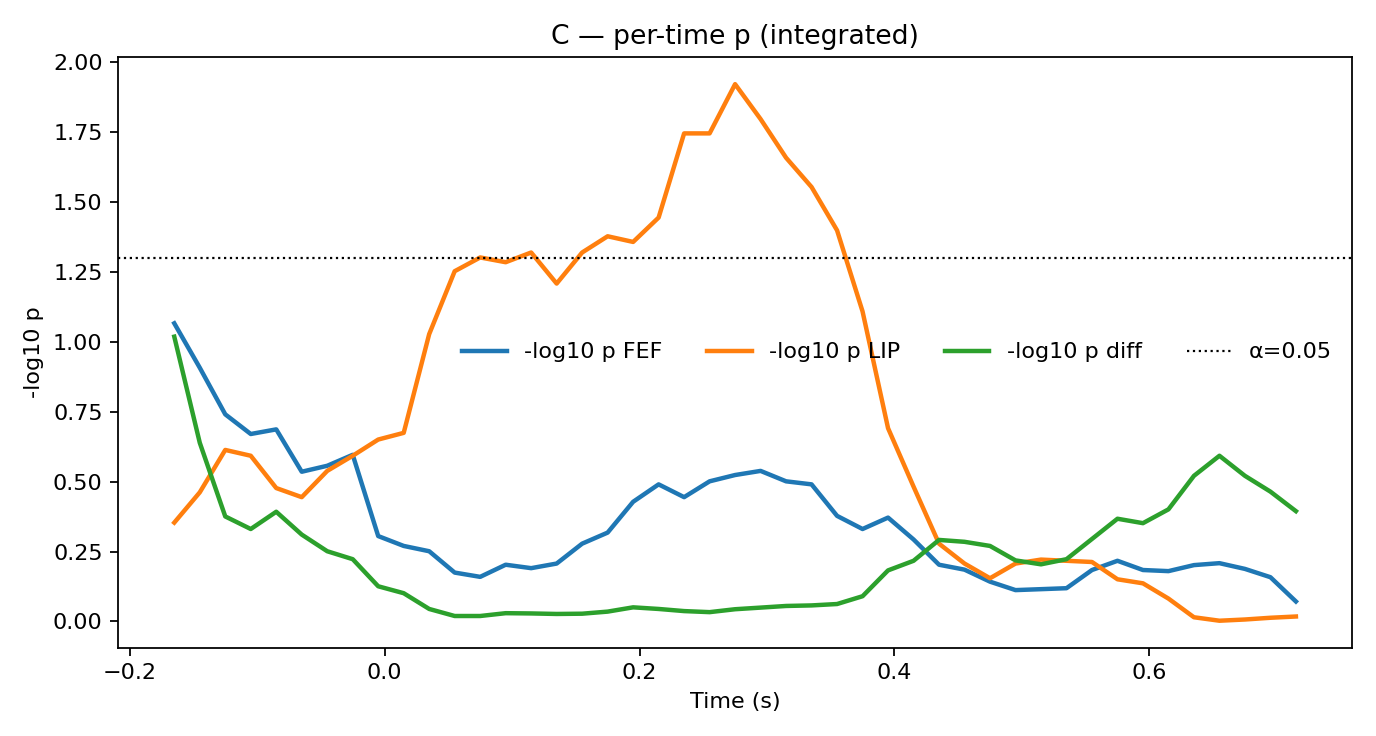 C — per-time p (integrated)
2.00
1.75
1.50
1.25
1.00
0.75
0.50
0.25
0.00
-log10 p
-log10 p FEF -log10 p LIP -log10 p diff α=0.05
−0.2 0.0 0.2 0.4 0.6
Time (s)